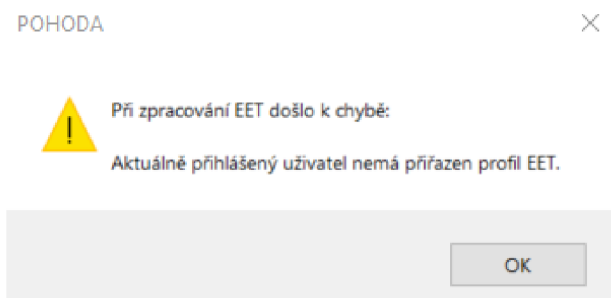 POHODA
Při zpracování EET došlo k chybě:
Aktuálně přihlášený uživatel nemá přiřazen profil EET.
OK